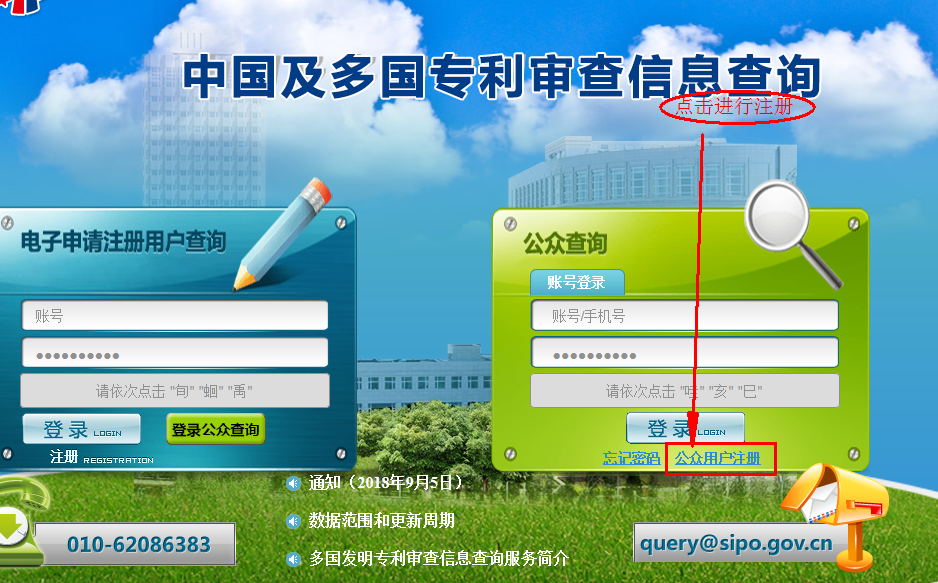 中国及多国专利审查信息查询
点击进行注册
电子申请注册用户查询
账号
••••••••••
请依次点击 "旬" "蛔" "禹"
登 录 LOGIN
登录公众查询
注册 REGISTRATION
公众查询
账号登录
账号/手机号
••••••••••
请依次点击 "哇" "亥" "巳"
登 录 LOGIN
忘记密码 公众用户注册
通知（2018年9月5日）
数据范围和更新周期
多国发明专利审查信息查询服务简介
010-62086383
query@sipo.gov.cn